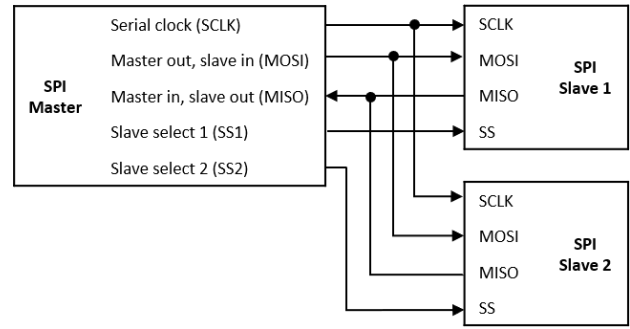 SPI
Master
Serial clock (SCLK)
Master out, slave in (MOSI)
Master in, slave out (MISO)
Slave select 1 (SS1)
Slave select 2 (SS2)
SCLK
MOSI
MISO
SS
SPI
Slave 1
SCLK
MOSI
MISO
SS
SPI
Slave 2